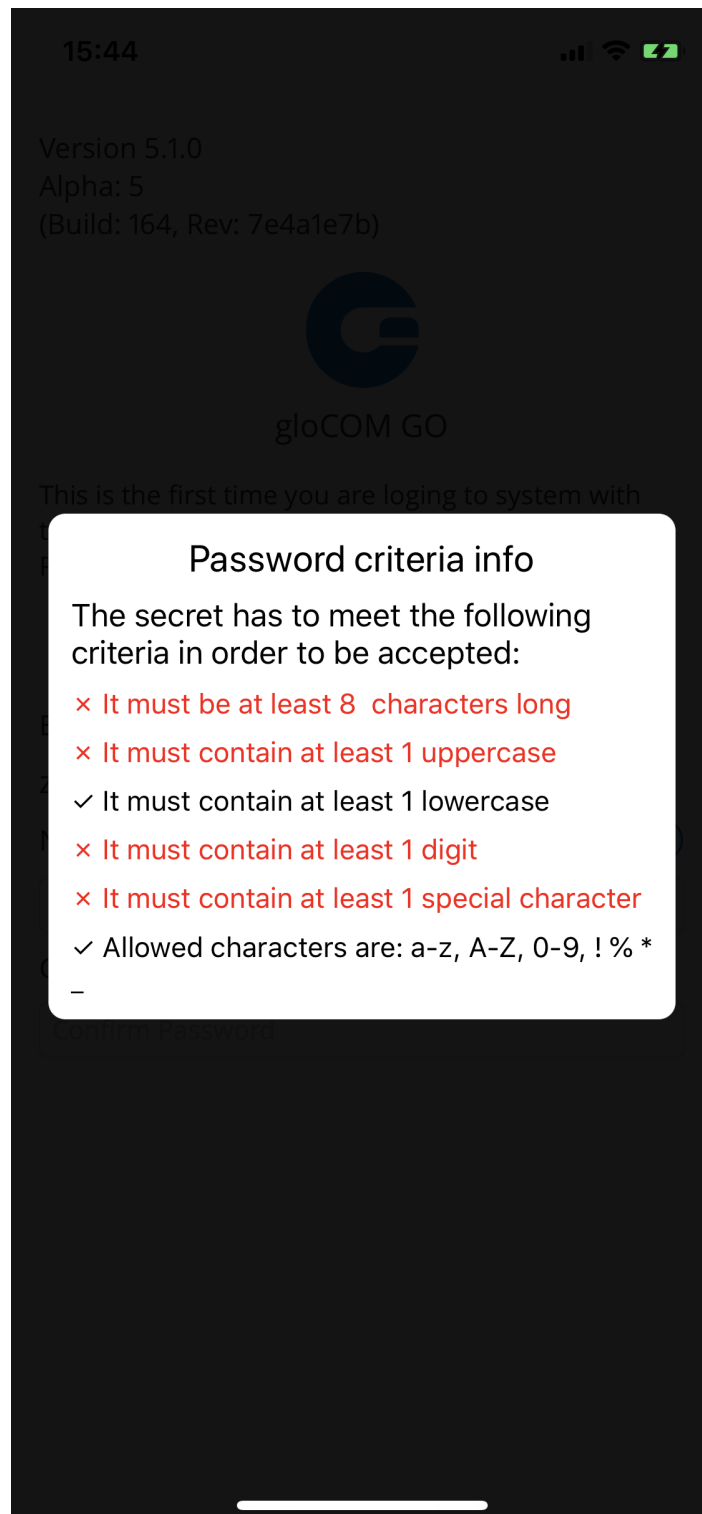 15:44
Version 5.1.0
Alpha: 5
(Build: 164, Rev: 7e4a1e7b)
gloCOM GO
This is the first time you are loging to system with
Password criteria info
The secret has to meet the following
criteria in order to be accepted:
× It must be at least 8  characters long
× It must contain at least 1 uppercase
✓ It must contain at least 1 lowercase
× It must contain at least 1 digit
× It must contain at least 1 special character
✓ Allowed characters are: a-z, A-Z, 0-9, ! % *
_
Confirm Password